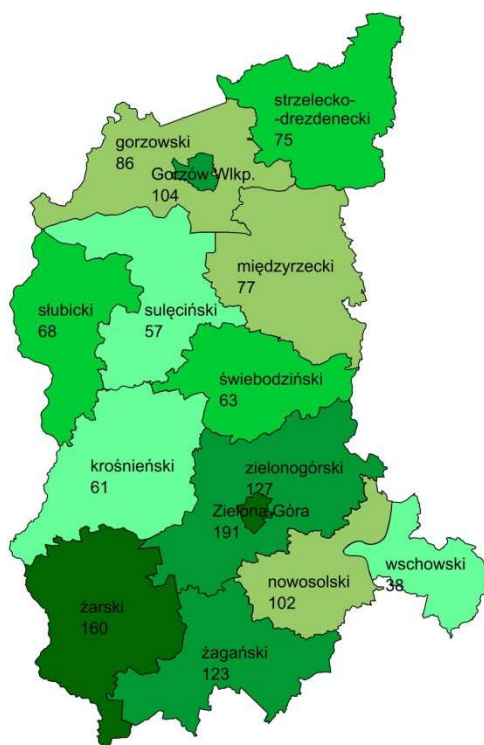 strzelecko-
-drezdenecki
75
gorzowski
86
Gorzów Wlkp.
104
międzyrzecki
77
słubicki
68
sulęciński
57
świebodziński
63
krośnieński
61
zielonogórski
127
Zielona Góra
191
wschowski
38
nowosolski
102
żarski
160
żagański
123